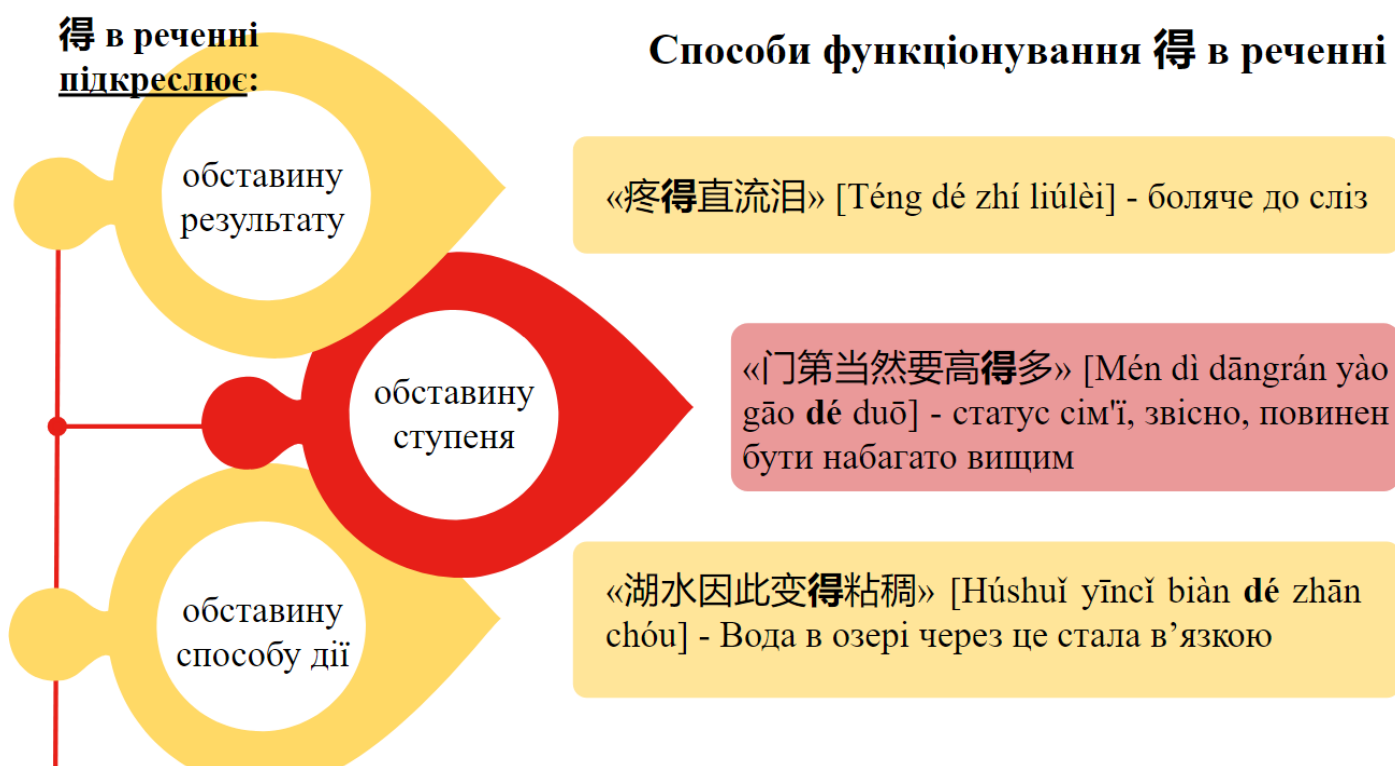 得 в реченні
підкреслює:
Способи функціонування 得 в реченні
обставину
результату
«疼得直流泪» [Téng dé zhí liúlèi] - боляче до сліз
обставину
ступеня
«门第当然要高得多» [Mén dì dāngrán yào
gāo dé duō] - статус сім'ї, звісно, повинен
бути набагато вищим
обставину
способу дії
«湖水因此变得粘稠» [Húshuǐ yīncǐ biàn dé zhān
chóu] - Вода в озері через це стала в’язкою